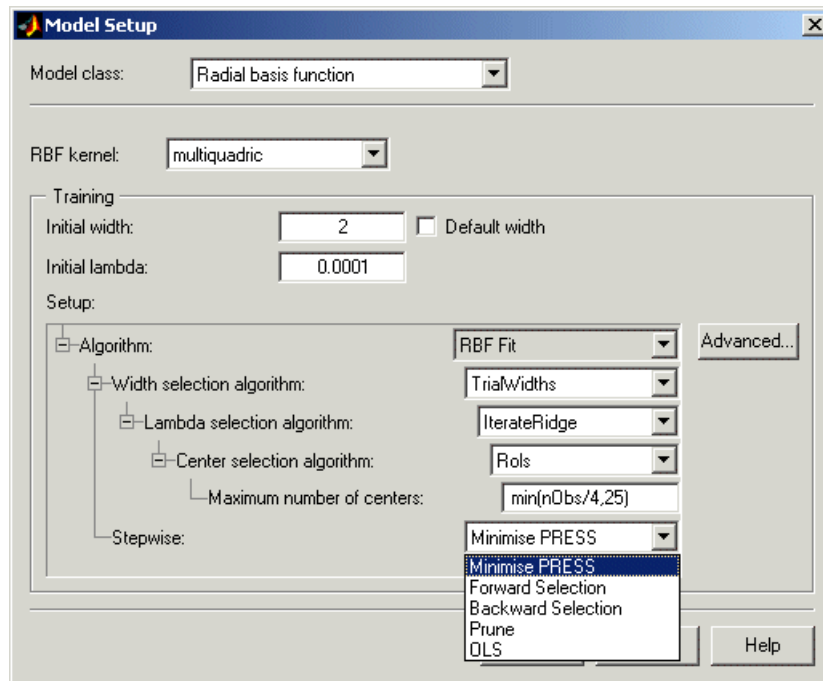 Model Setup
Model class: Radial basis function
RBF kernel: multiquadric
Training
Initial width: 2 Default width
Initial lambda: 0.0001
Setup:
Algorithm: RBF Fit Advanced...
Width selection algorithm: TrialWidths
Lambda selection algorithm: IterateRidge
Center selection algorithm: Rols
Maximum number of centers: min(nObs/4,25)
Stepwise: Minimise PRESS
Minimise PRESS
Forward Selection
Backward Selection
Prune
OLS
Help